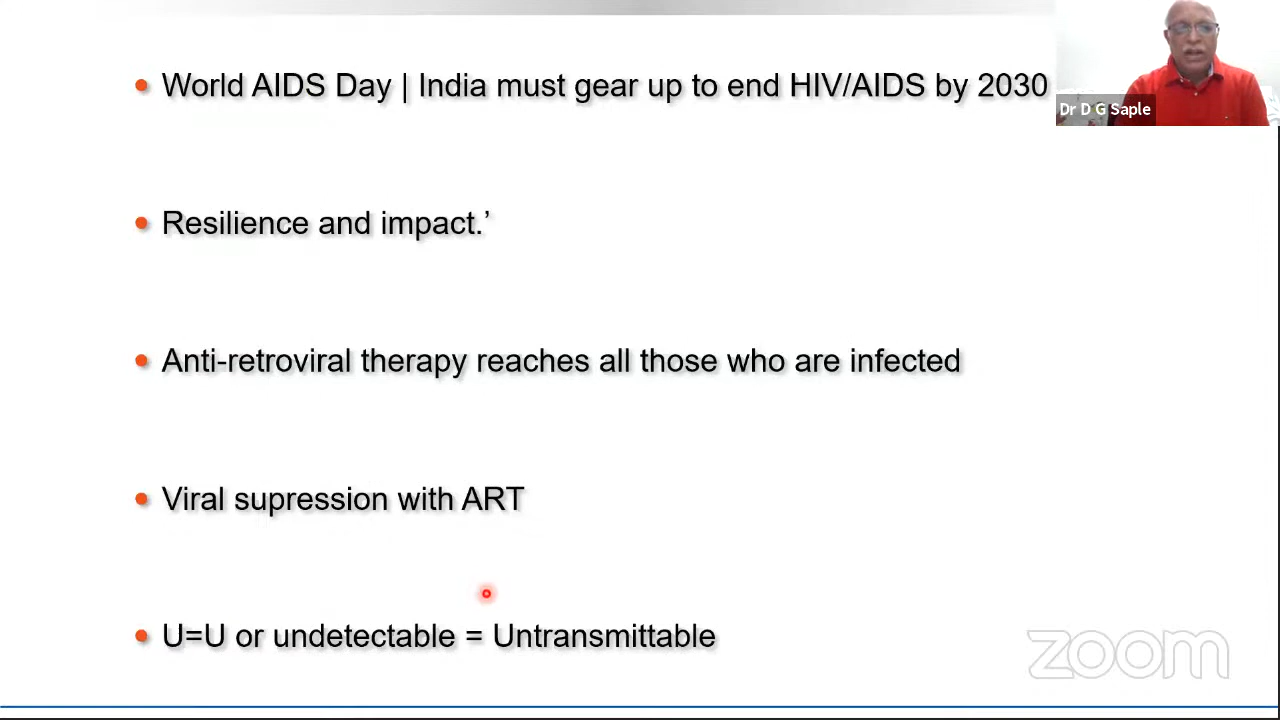 World AIDS Day | India must gear up to end HIV/AIDS by 2030
Dr D G Saple
Resilience and impact.’
Anti-retroviral therapy reaches all those who are infected
Viral supression with ART
U=U or undetectable = Untransmittable
zoom